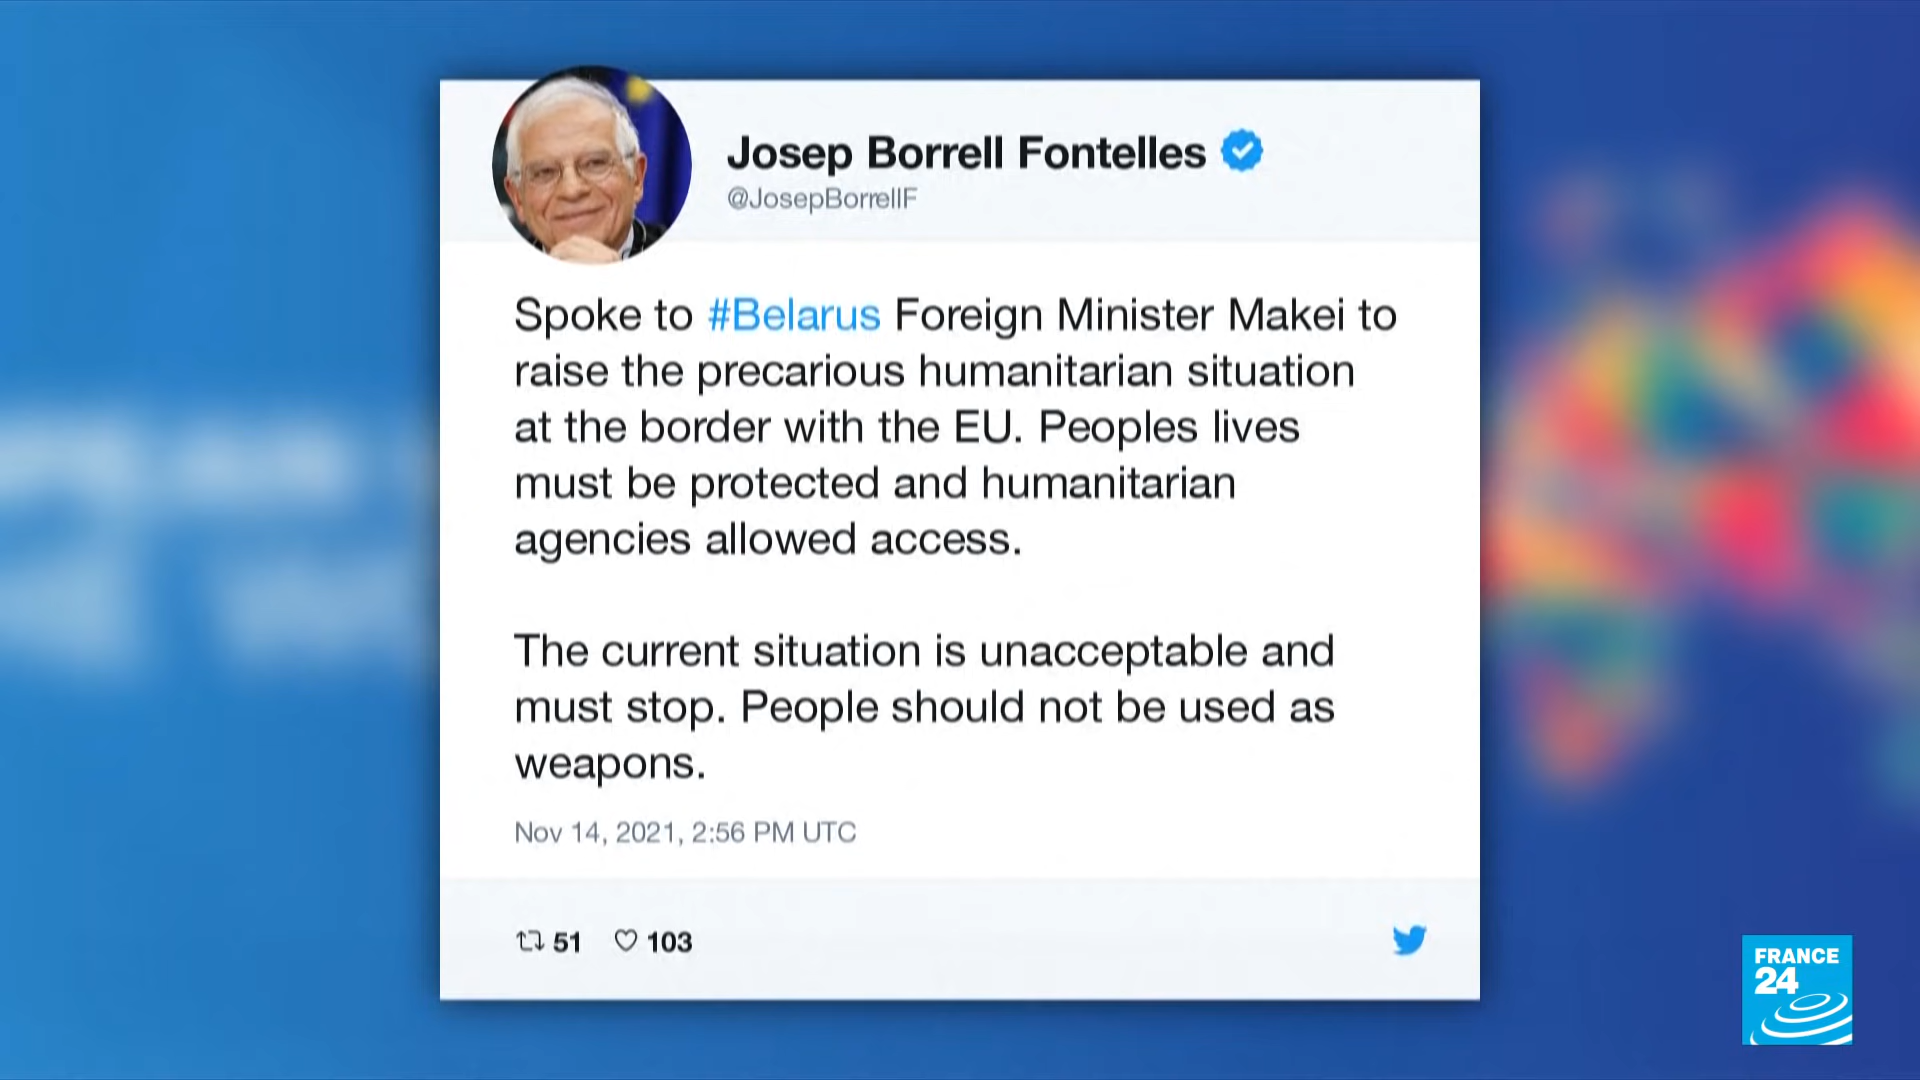 Josep Borrell Fontelles
@JosepBorrellF
Spoke to #Belarus Foreign Minister Makei to
raise the precarious humanitarian situation
at the border with the EU. Peoples lives
must be protected and humanitarian
agencies allowed access.
The current situation is unacceptable and
must stop. People should not be used as
weapons.
Nov 14, 2021, 2:56 PM UTC
51 103
FRANCE
24